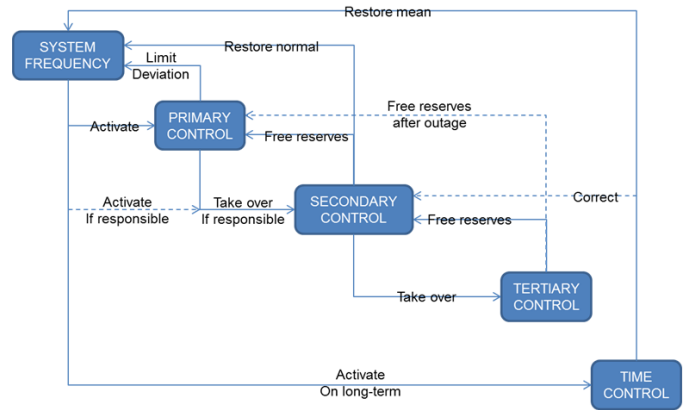 Restore mean
SYSTEM
FREQUENCY
Restore normal
Limit
Deviation
Activate
PRIMARY
CONTROL
Free reserves
after outage
Free reserves
Activate
If responsible
Take over
If responsible
SECONDARY
CONTROL
Correct
Free reserves
Take over
TERTIARY
CONTROL
Activate
On long-term
TIME
CONTROL